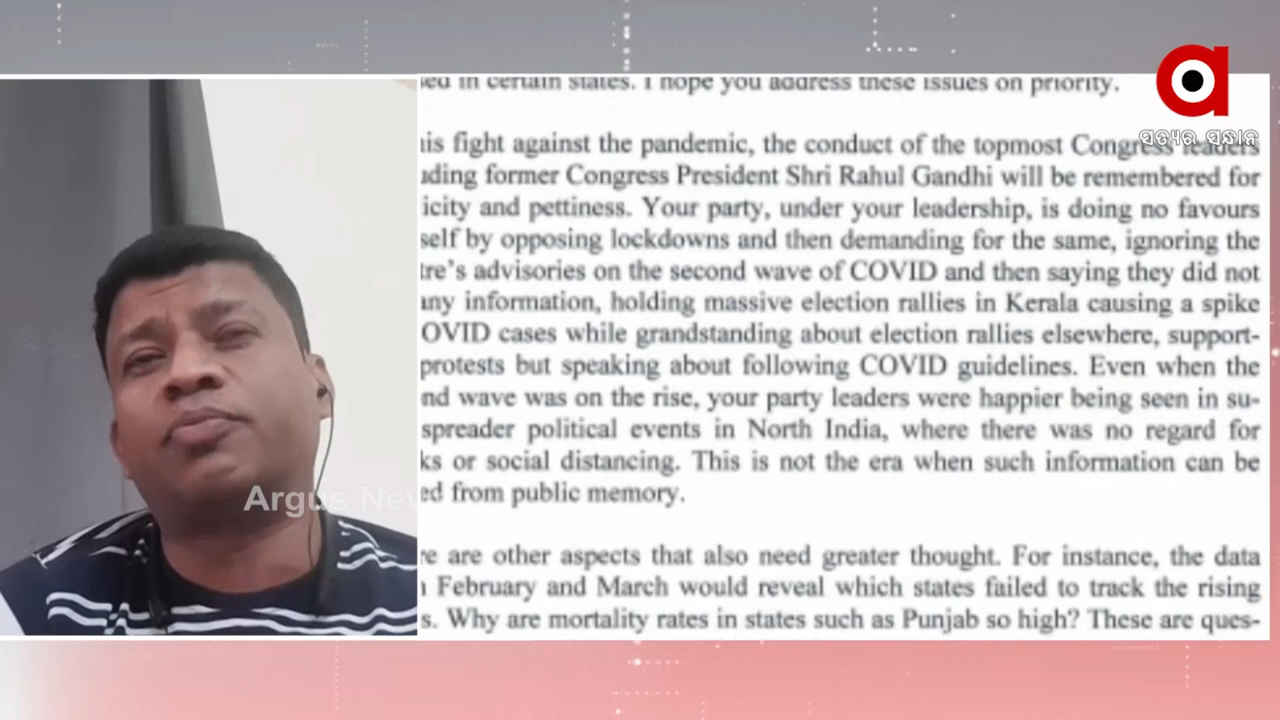 ସତ୍ୟର ସନ୍ଧାନ
ed in certain states. I hope you address these issues on priority.
is fight against the pandemic, the conduct of the topmost Congress leaders
ding former Congress President Shri Rahul Gandhi will be remembered for
icity and pettiness. Your party, under your leadership, is doing no favours
self by opposing lockdowns and then demanding for the same, ignoring the
tre's advisories on the second wave of COVID and then saying they did not
any information, holding massive election rallies in Kerala causing a spike
OVID cases while grandstanding about election rallies elsewhere, support-
protests but speaking about following COVID guidelines. Even when the
nd wave was on the rise, your party leaders were happier being seen in su-
spreader political events in North India, where there was no regard for
ks or social distancing. This is not the era when such information can be
ed from public memory.
Argus New
re are other aspects that also need greater thought. For instance, the data
February and March would reveal which states failed to track the rising
s. Why are mortality rates in states such as Punjab so high? These are ques-